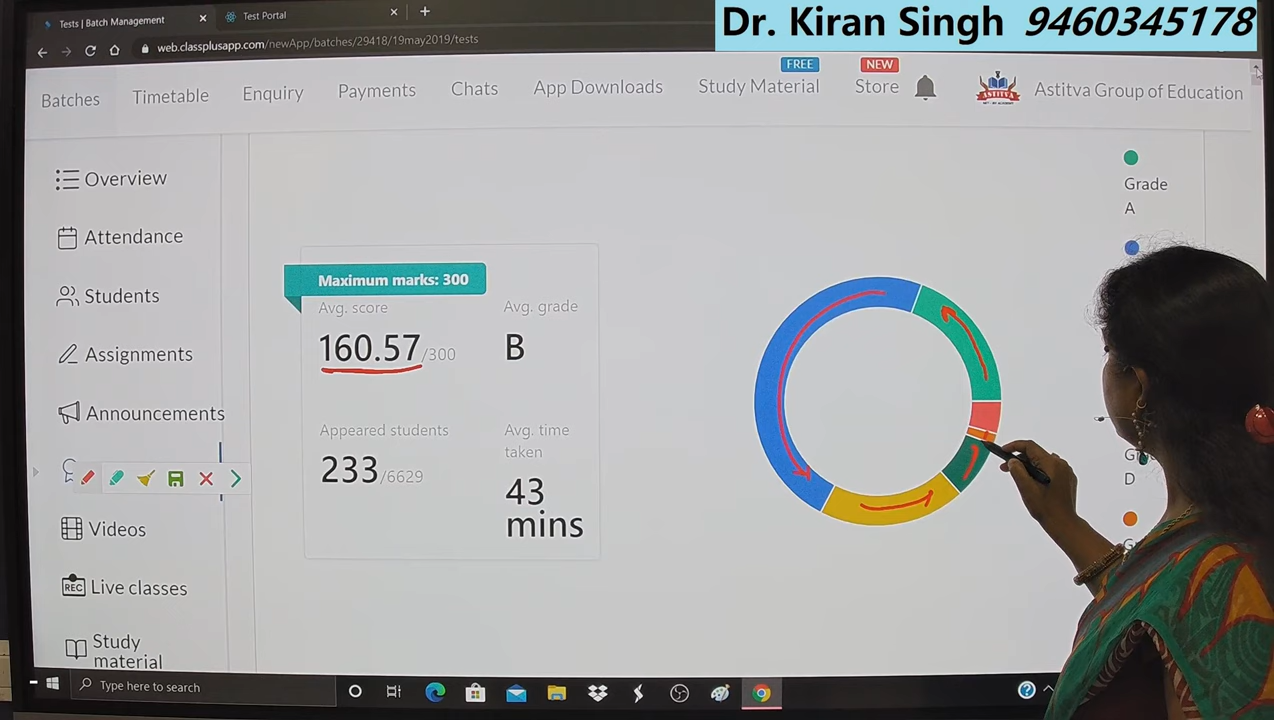 Tests | Batch Management
Test Portal
Dr. Kiran Singh 9460345178
web.classplusapp.com/newApp/batches/29418/19may2019/tests
FREE
NEW
Batches
Timetable
Enquiry
Payments
Chats
App Downloads
Study Material
Store
ASTITVA
Astitva Group of Education
Overview
Attendance
Students
Assignments
Announcements
Videos
REC
Live classes
Study
material
Maximum marks: 300
Avg. score
Avg. grade
160.57/300
B
Appeared students
Avg. time
taken
233/6629
43
mins
Grade
A
D
Type here to search